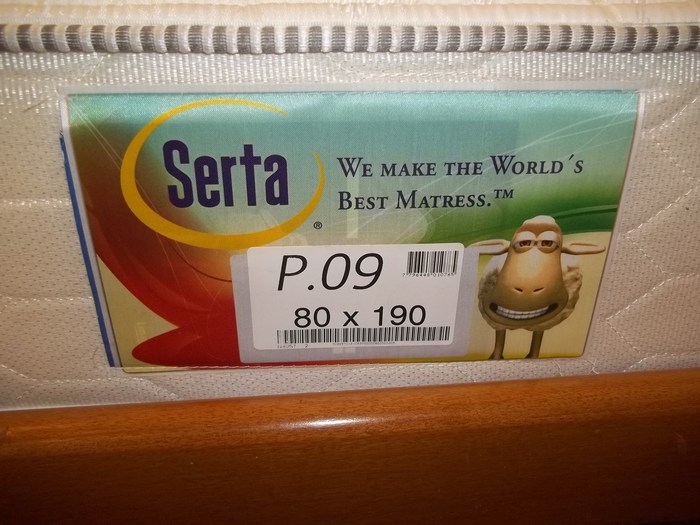 Serta
®
WE MAKE THE WORLD´S
BEST MATRESS.™
P.09
80 x 190